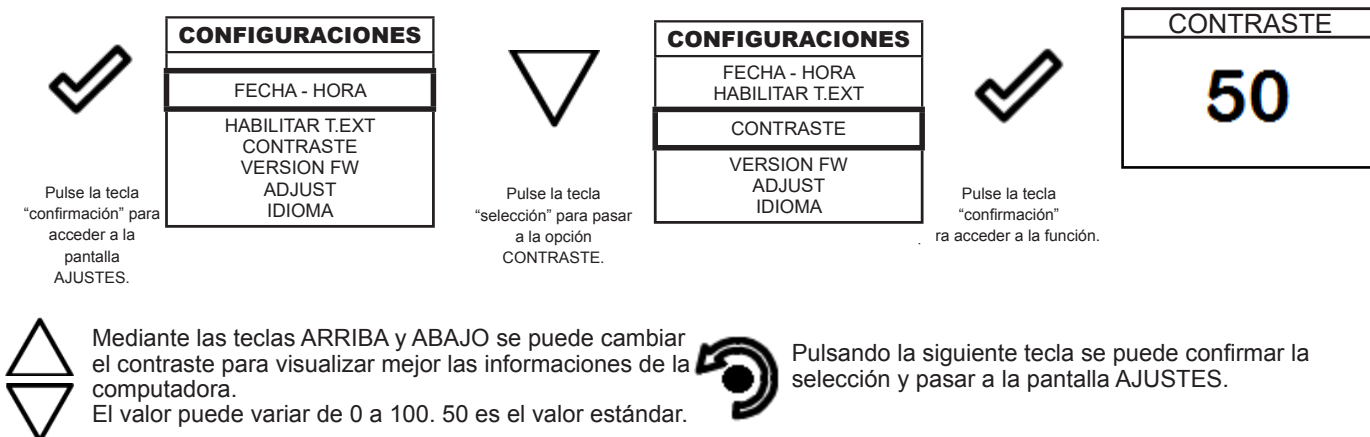 CONFIGURACIONES
FECHA - HORA
HABILITAR T.EXT
CONTRASTE
VERSION FW
ADJUST
IDIOMA
Pulse la tecla
“confirmación” para
acceder a la
pantalla
AJUSTES.
Pulse la tecla
“selección” para pasar
a la opción
CONTRASTE.
CONFIGURACIONES
FECHA - HORA
HABILITAR T.EXT
CONTRASTE
VERSION FW
ADJUST
IDIOMA
Pulse la tecla
“confirmación”
ra acceder a la función.
CONTRASTE
50
Mediante las teclas ARRIBA y ABAJO se puede cambiar
el contraste para visualizar mejor las informaciones de la
computadora.
El valor puede variar de 0 a 100. 50 es el valor estándar.
Pulsando la siguiente tecla se puede confirmar la
selección y pasar a la pantalla AJUSTES.